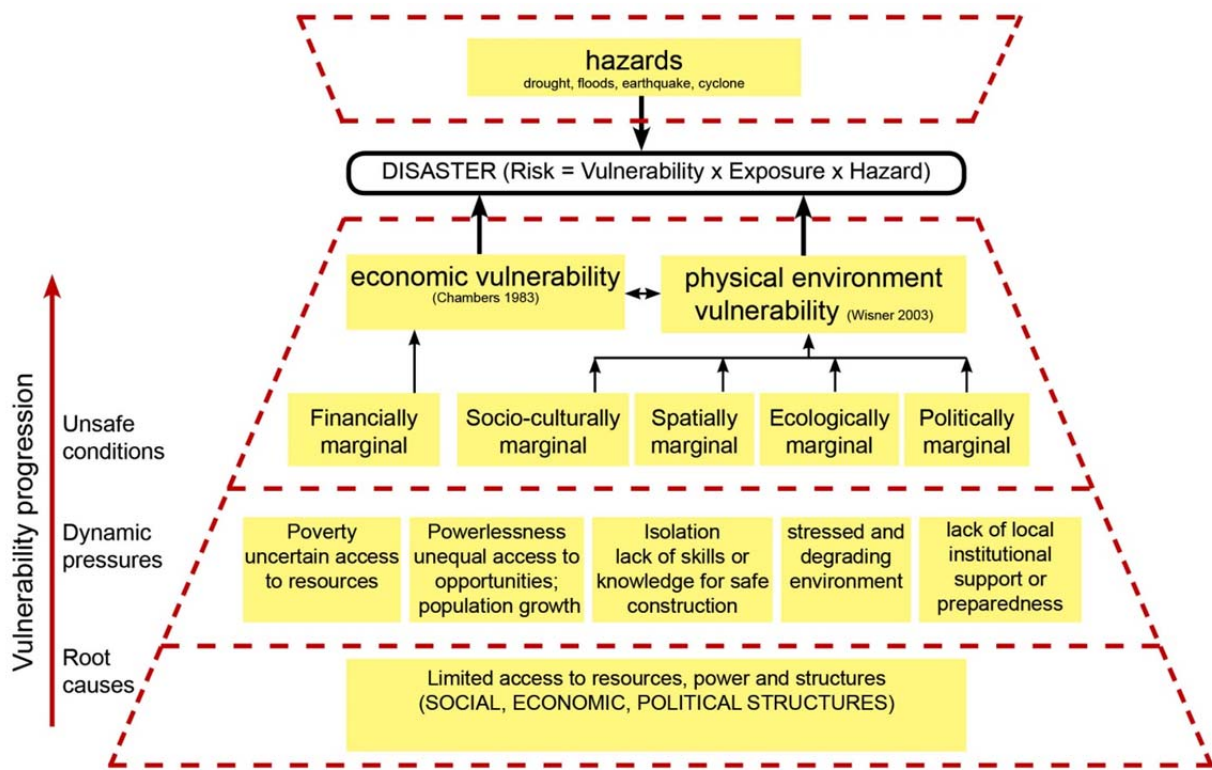 hazards
drought, floods, earthquake, cyclone
DISASTER (Risk = Vulnerability x Exposure x Hazard)
economic vulnerability
(Chambers 1983)
physical environment
vulnerability (Wisner 2003)
Vulnerability progression
Unsafe
conditions
Financially
marginal
Socio-culturally
marginal
Spatially
marginal
Ecologically
marginal
Politically
marginal
Dynamic
pressures
Poverty
uncertain access
to resources
Powerlessness
unequal access to
opportunities;
population growth
Isolation
lack of skills or
knowledge for safe
construction
stressed and
degrading
environment
lack of local
institutional
support or
preparedness
Root
causes
Limited access to resources, power and structures
(SOCIAL, ECONOMIC, POLITICAL STRUCTURES)